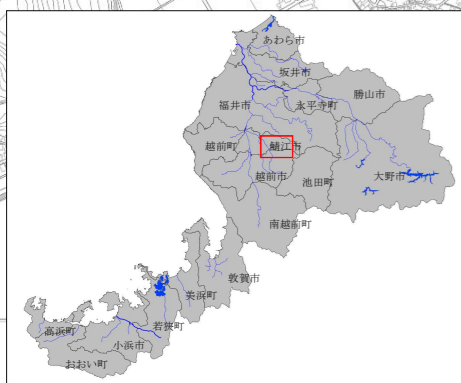 あわら市
坂井市
勝山市
福井市
永平寺町
越前町
鯖江市
大野市
越前市
池田町
南越前町
敦賀市
美浜町
若狭町
高浜町
小浜市
おおい町